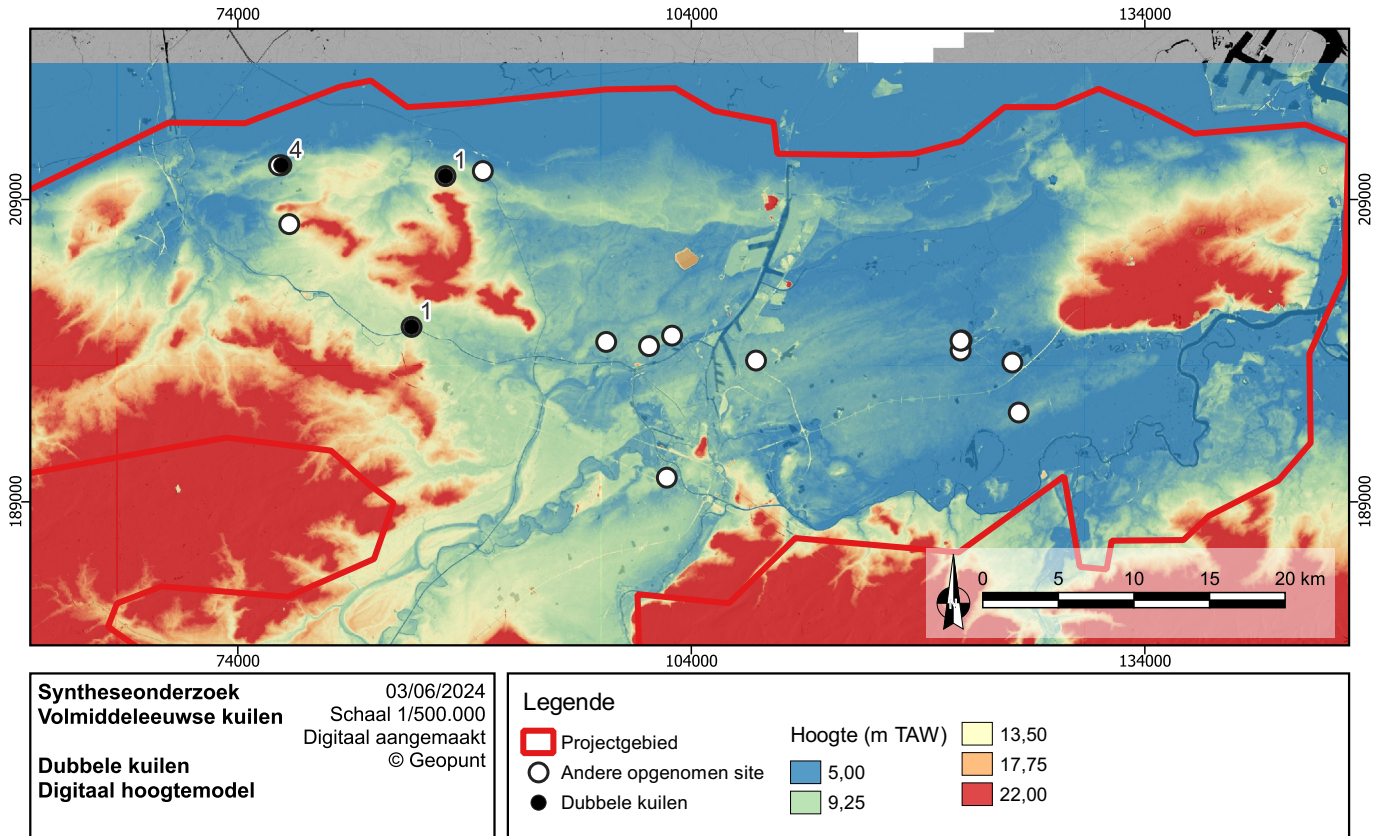 74000 104000 134000
209000 209000
189000 189000
4
1
1
N
0 5 10 15 20 km
74000 104000 134000
Syntheseonderzoek
Volmiddeleeuwse kuilen
Dubbele kuilen
Digitaal hoogtemodel
03/06/2024
Schaal 1/500.000
Digitaal aangemaakt
© Geopunt
Legende
Projectgebied
Andere opgenomen site
Dubbele kuilen
Hoogte (m TAW)
5,00
9,25
13,50
17,75
22,00